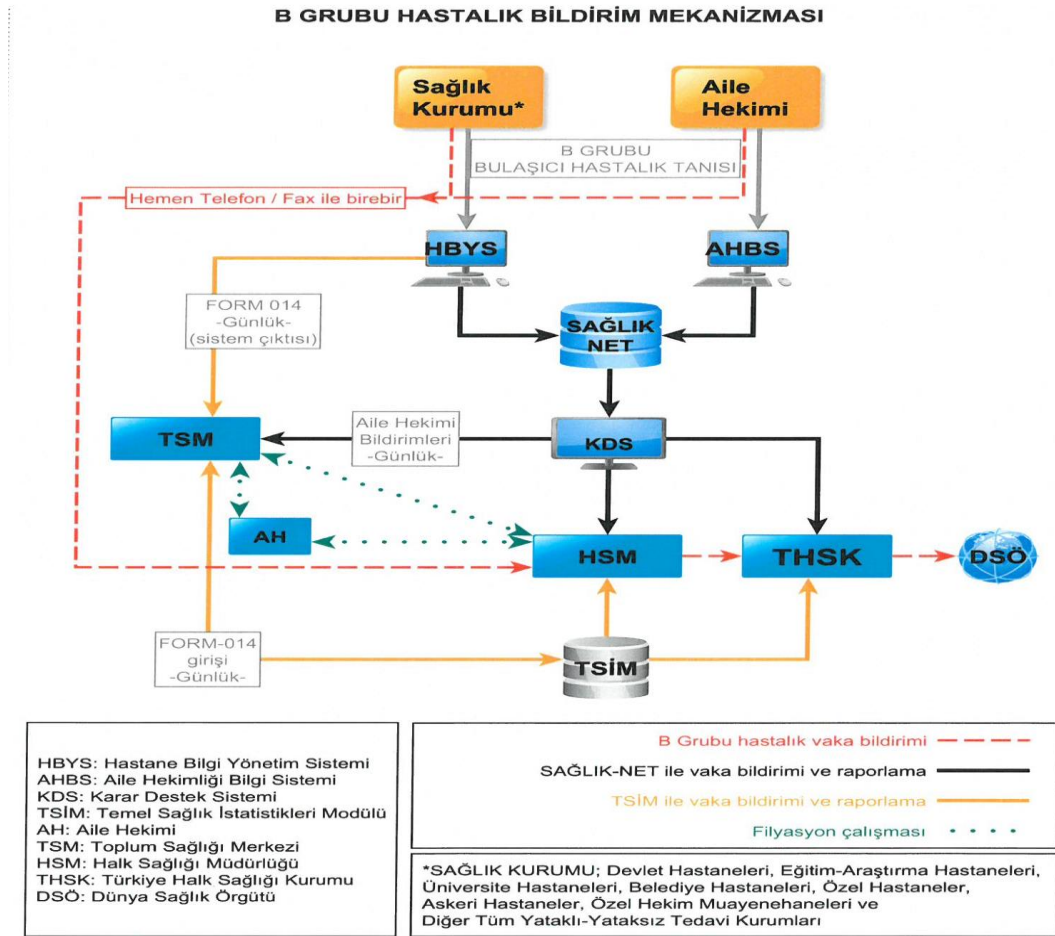 B GRUBU HASTALIK BİLDİRİM MEKANİZMASI
Sağlık
Kurumu*
Aile
Hekimi
B GRUBU
BULAŞICI HASTALIK TANISI
Hemen Telefon / Fax ile birebir
HBYS
AHBS
FORM 014
-Günlük-
(sistem çıktısı)
SAĞLIK
NET
TSM
Aile Hekimi
Bildirimleri
-Günlük-
KDS
AH
HSM
THSK
DSÖ
FORM-014
girişi
-Günlük-
TSİM
HBYS: Hastane Bilgi Yönetim Sistemi
AHBS: Aile Hekimliği Bilgi Sistemi
KDS: Karar Destek Sistemi
TSİM: Temel Sağlık İstatistikleri Modülü
AH: Aile Hekimi
TSM: Toplum Sağlığı Merkezi
HSM: Halk Sağlığı Müdürlüğü
THSK: Türkiye Halk Sağlığı Kurumu
DSÖ: Dünya Sağlık Örgütü
B Grubu hastalık vaka bildirimi
SAĞLIK-NET ile vaka bildirimi ve raporlama
TSİM ile vaka bildirimi ve raporlama
Filyasyon çalışması
*SAĞLIK KURUMU; Devlet Hastaneleri, Eğitim-Araştırma Hastaneleri,
Üniversite Hastaneleri, Belediye Hastaneleri, Özel Hastaneler,
Askeri Hastaneler, Özel Hekim Muayenehaneleri ve
Diğer Tüm Yataklı-Yataksız Tedavi Kurumları